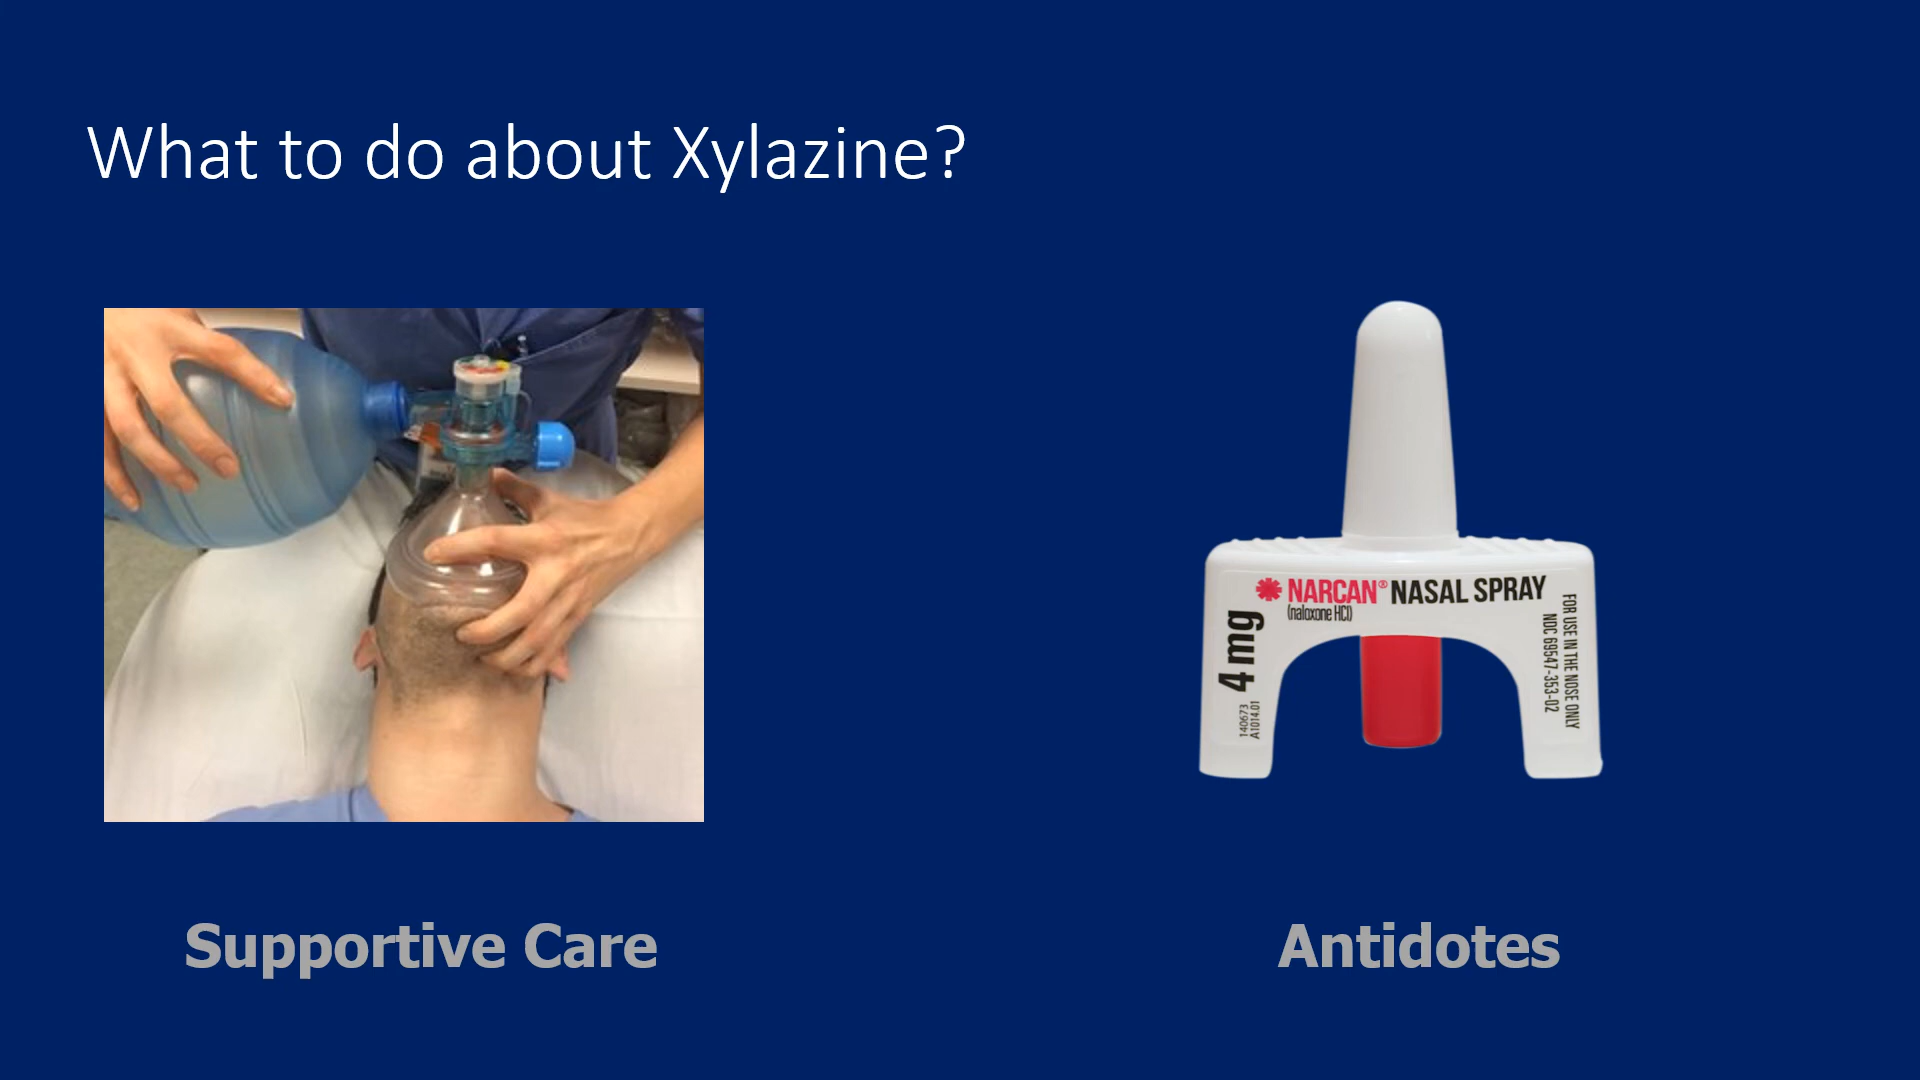 What to do about Xylazine?
NARCAN® NASAL SPRAY
(naloxone HCl)
4 mg
140673
A1014.01
FOR USE IN THE NOSE ONLY
NDC 69547-353-02
Supportive Care
Antidotes